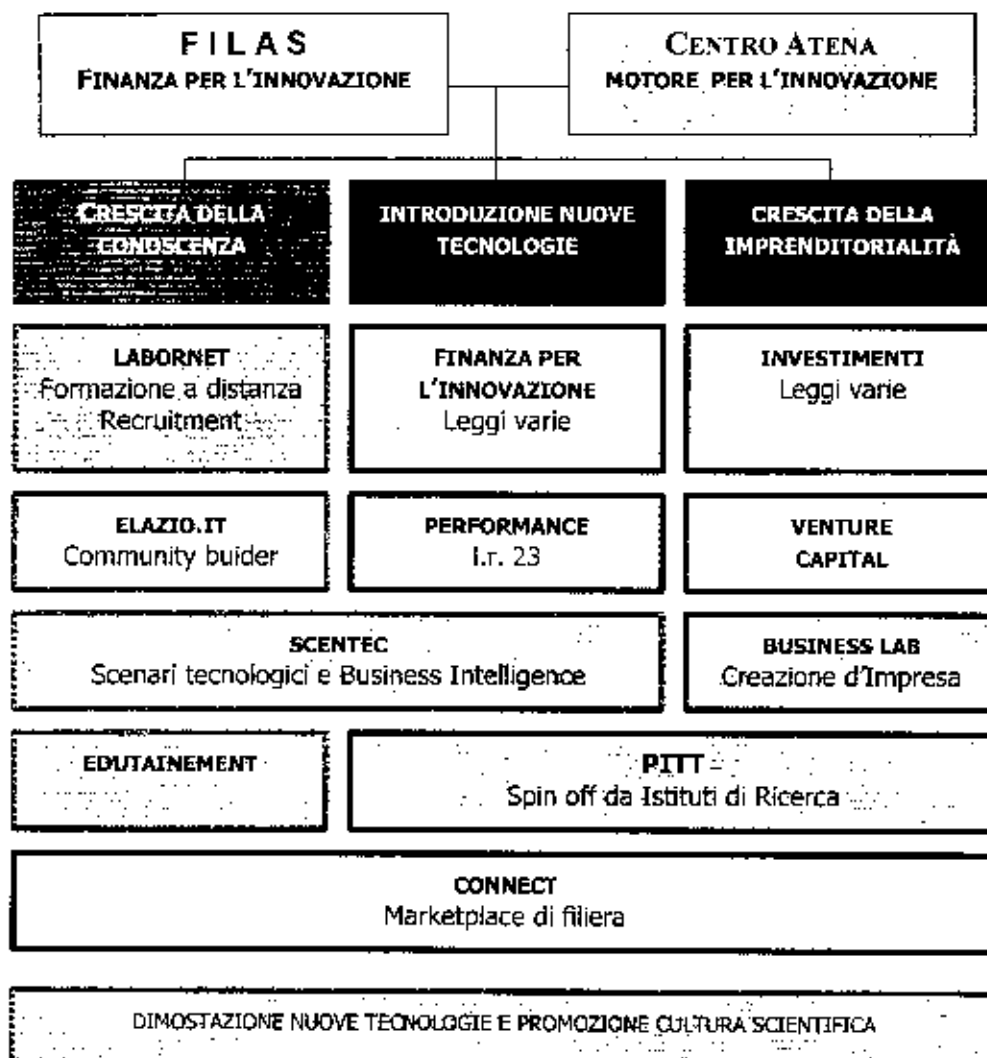 FILAS
FINANZA PER L'INNOVAZIONE
CENTRO ATENA
MOTORE PER L'INNOVAZIONE
CRESCITA DELLA
CONOSCENZA
INTRODUZIONE NUOVE
TECNOLOGIE
CRESCITA DELLA
IMPRENDITORIALITÀ
LABORNET
Formazione a distanza
Recruitment
FINANZA PER
L'INNOVAZIONE
Leggi varie
INVESTIMENTI
Leggi varie
ELAZIO.IT
Community buider
PERFORMANCE
l.r. 23
VENTURE
CAPITAL
SCENTEC
Scenari tecnologici e Business Intelligence
BUSINESS LAB
Creazione d'Impresa
EDUTAINEMENT
PITT –
Spin off da Istituti di Ricerca
CONNECT
Marketplace di filiera
DIMOSTAZIONE NUOVE TECNOLOGIE E PROMOZIONE CULTURA SCIENTIFICA